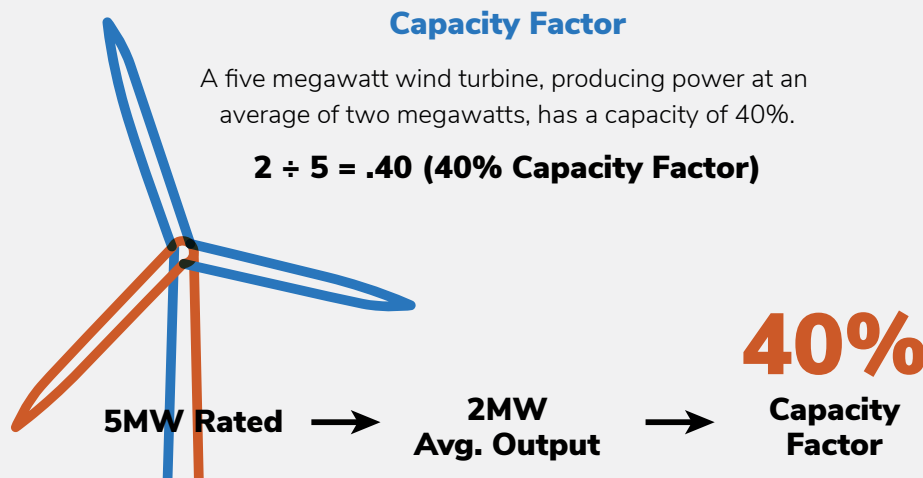 Capacity Factor
A five megawatt wind turbine, producing power at an
average of two megawatts, has a capacity of 40%.
2 ÷ 5 = .40 (40% Capacity Factor)
5MW Rated
2MW
Avg. Output
40%
Capacity
Factor